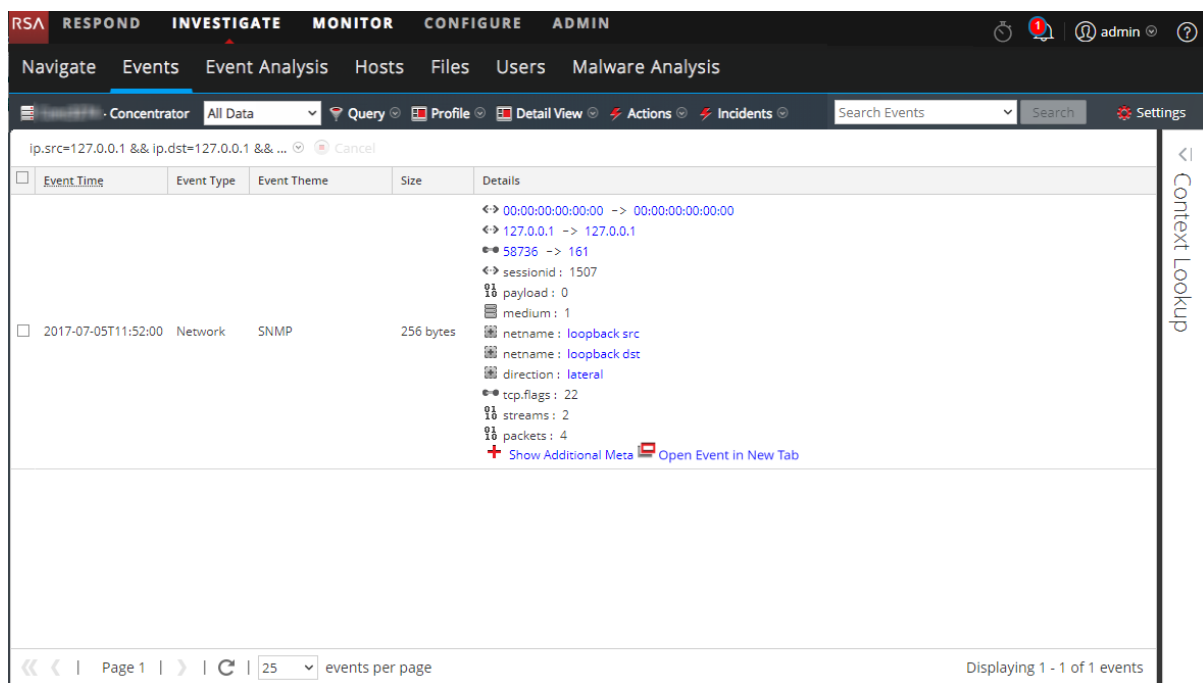 RSA RESPOND INVESTIGATE MONITOR CONFIGURE ADMIN 1 admin ?
Navigate Events Event Analysis Hosts Files Users Malware Analysis
- Concentrator All Data Query Profile Detail View Actions Incidents Search Events Search Settings
ip.src=127.0.0.1 && ip.dst=127.0.0.1 && ... Cancel
Event Time Event Type Event Theme Size Details
00:00:00:00:00:00 -> 00:00:00:00:00:00
127.0.0.1 -> 127.0.0.1
58736 -> 161
sessionid : 1507
payload : 0
medium : 1
netname : loopback src
2017-07-05T11:52:00 Network SNMP 256 bytes
netname : loopback dst
direction : lateral
tcp.flags : 22
streams : 2
packets : 4
Show Additional Meta Open Event in New Tab
Context Lookup
Page 1 | 25 events per page Displaying 1 - 1 of 1 events